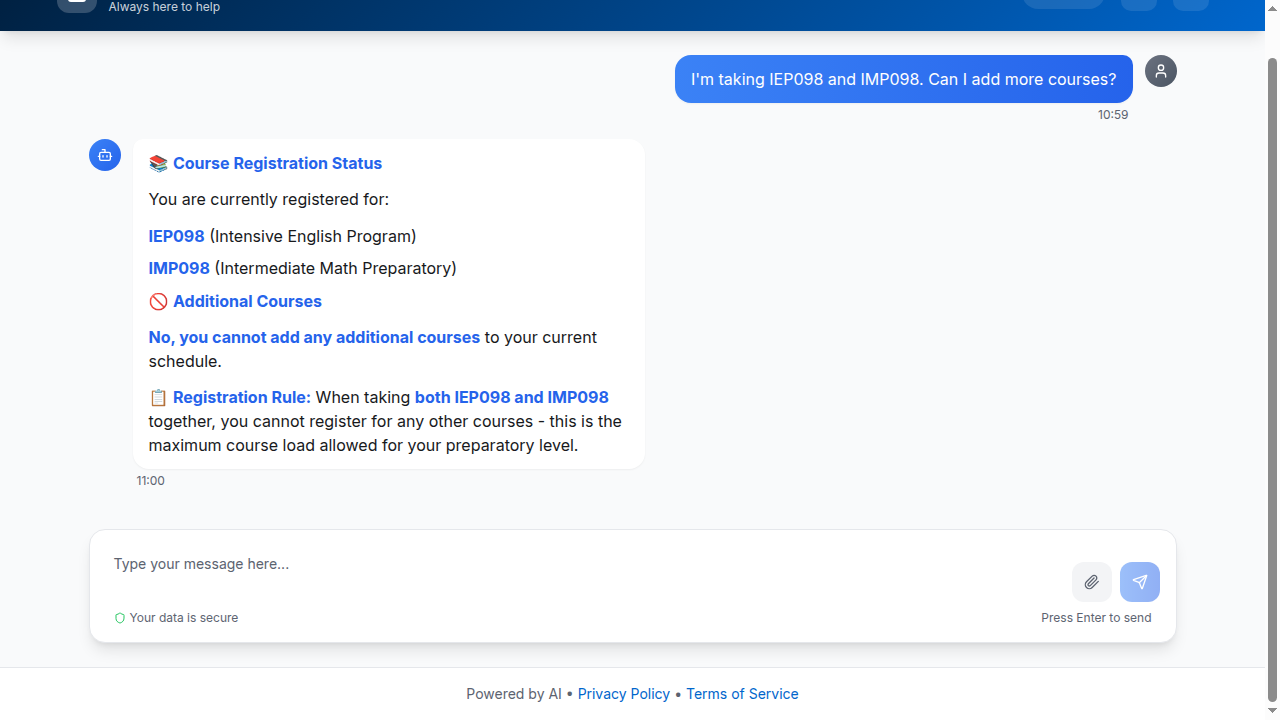 Always here to help
I'm taking IEP098 and IMP098. Can I add more courses?
10:59
📚 Course Registration Status
You are currently registered for:
IEP098 (Intensive English Program)
IMP098 (Intermediate Math Preparatory)
🚫 Additional Courses
No, you cannot add any additional courses to your current
schedule.
📋 Registration Rule: When taking both IEP098 and IMP098
together, you cannot register for any other courses - this is the
maximum course load allowed for your preparatory level.
11:00
Type your message here...
Your data is secure
Press Enter to send
Powered by AI • Privacy Policy • Terms of Service